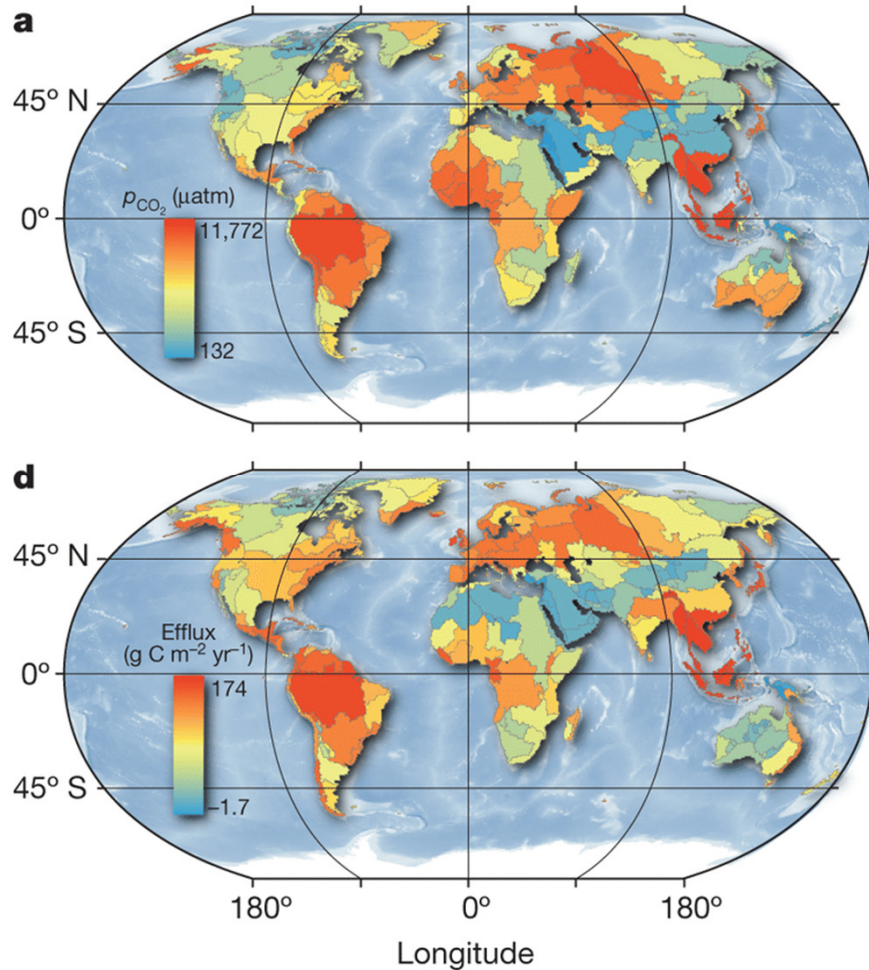 a
45° N
pCO₂ (μatm)
0°
11,772
45° S
132
d
45° N
Efflux
(g C m⁻² yr⁻¹)
0°
174
45° S
–1.7
180° 0° 180°
Longitude